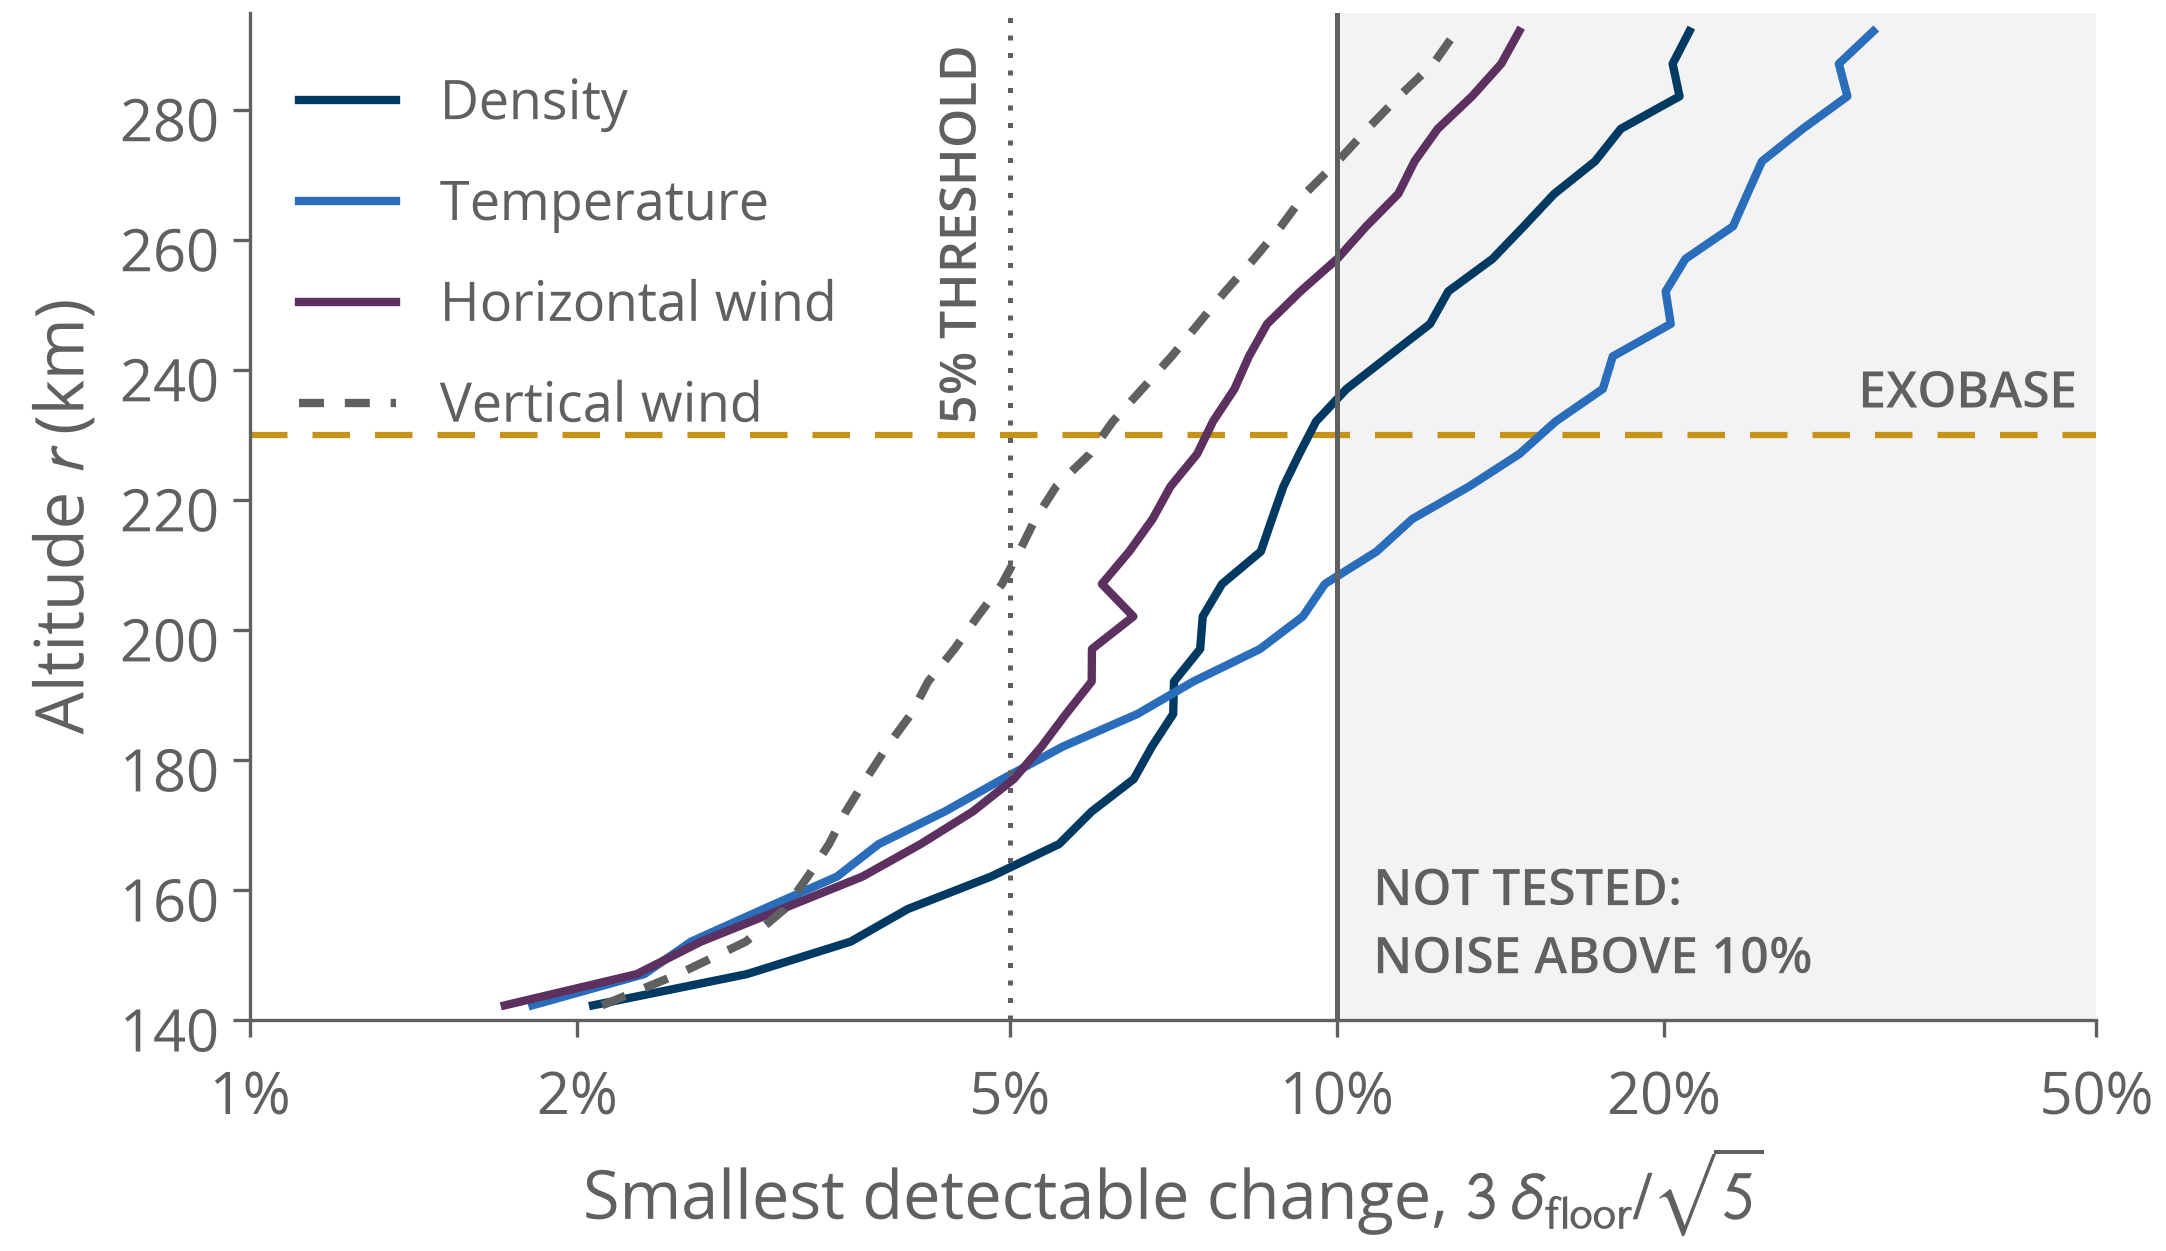 Density
Temperature
Horizontal wind
Vertical wind
5% THRESHOLD
EXOBASE
NOT TESTED:
NOISE ABOVE 10%
Altitude r (km)
280
260
240
220
200
180
160
140
1%
2%
5%
10%
20%
50%
Smallest detectable change, 3 δfloor/√5